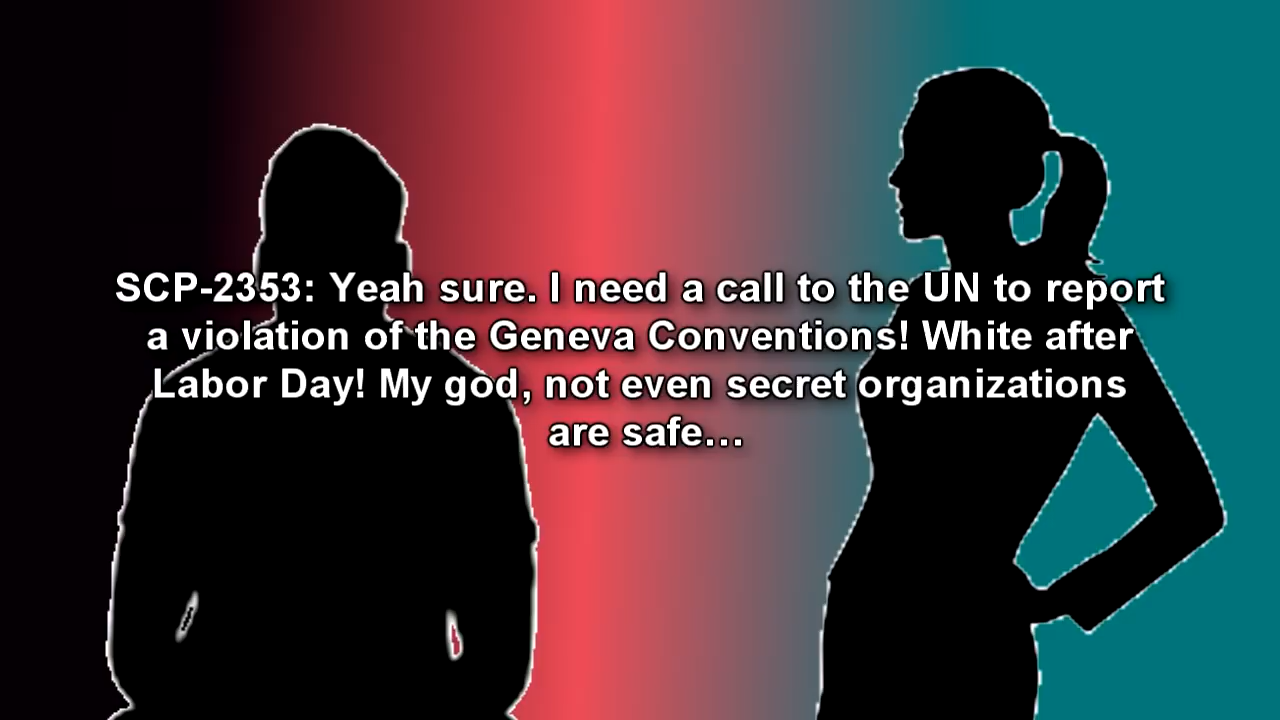 SCP-2353: Yeah sure. I need a call to the UN to report
a violation of the Geneva Conventions! White after
Labor Day! My god, not even secret organizations
are safe…